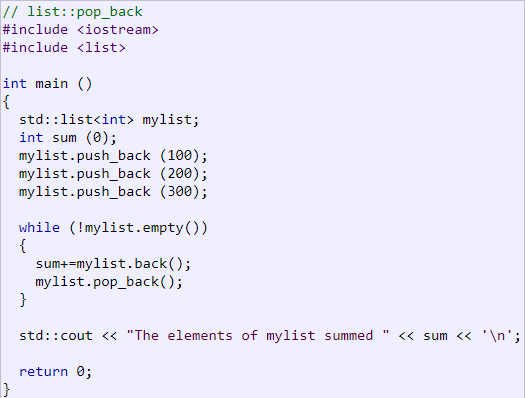 // list::pop_back
#include <iostream>
#include <list>

int main ()
{
  std::list<int> mylist;
  int sum (0);
  mylist.push_back (100);
  mylist.push_back (200);
  mylist.push_back (300);

  while (!mylist.empty())
  {
    sum+=mylist.back();
    mylist.pop_back();
  }

  std::cout << "The elements of mylist summed " << sum << '\n';

  return 0;
}